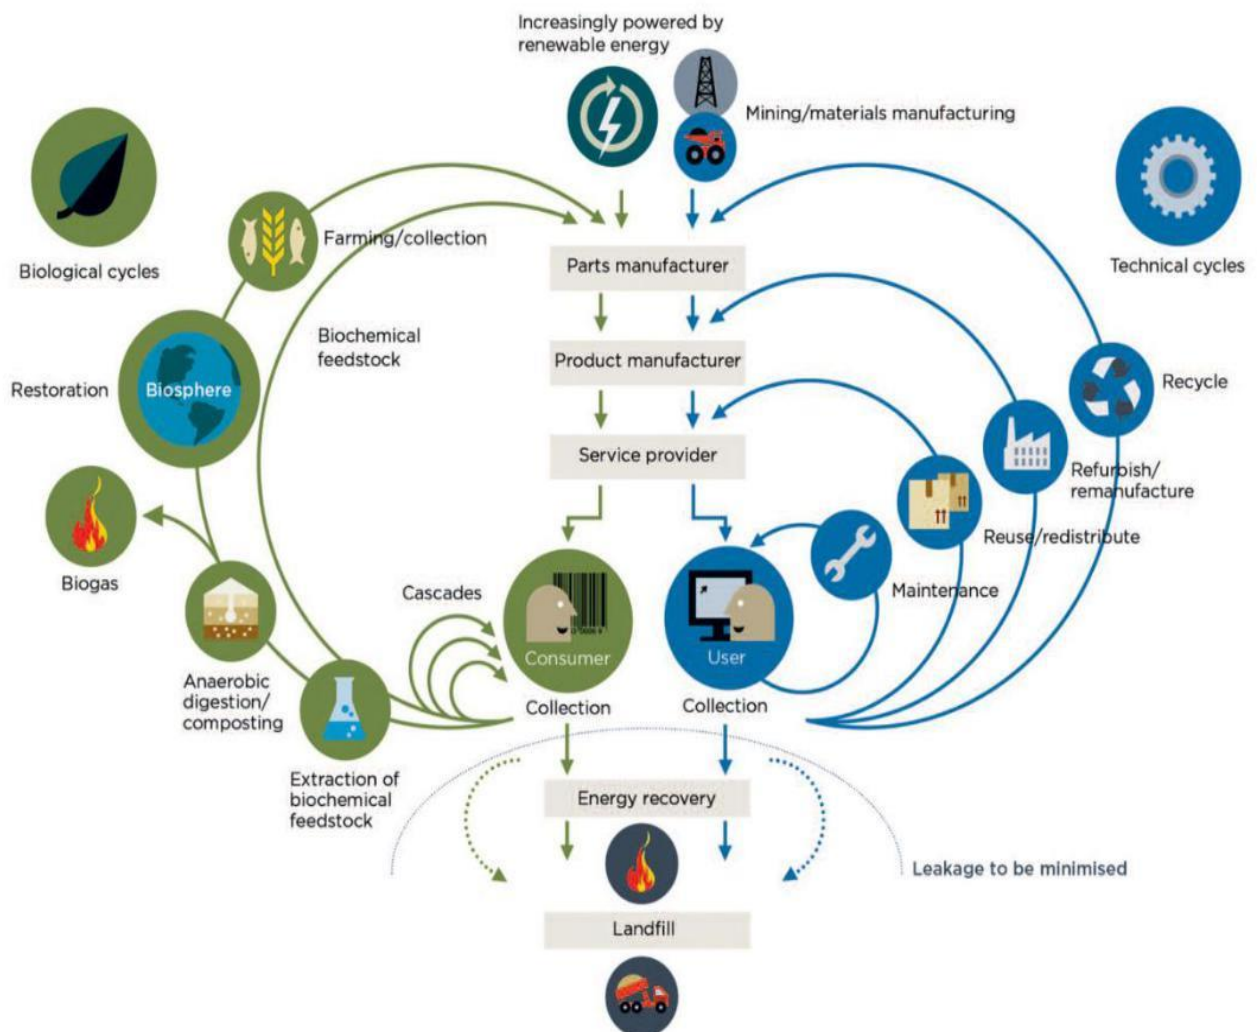 Increasingly powered by
renewable energy
Mining/materials manufacturing
Biological cycles
Technical cycles
Farming/collection
Parts manufacturer
Biochemical
feedstock
Product manufacturer
Restoration
Biosphere
Recycle
Service provider
Refurbish/
remanufacture
Reuse/redistribute
Biogas
Cascades
Maintenance
Consumer
User
Anaerobic
digestion/
composting
Collection
Collection
Extraction of
biochemical
feedstock
Energy recovery
Leakage to be minimised
Landfill